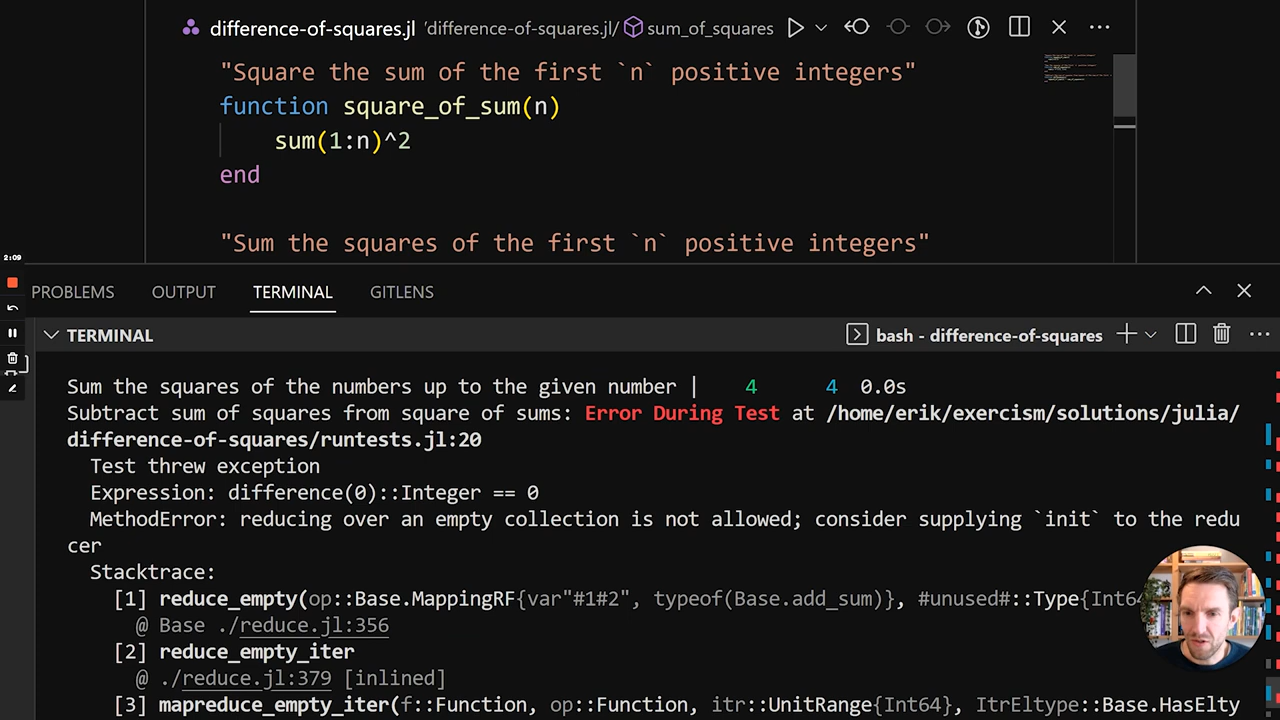 difference-of-squares.jl 'difference-of-squares.jl/ sum_of_squares
"Square the sum of the first `n` positive integers"
function square_of_sum(n)
sum(1:n)^2
end
"Sum the squares of the first `n` positive integers"
2:09
PROBLEMS OUTPUT TERMINAL GITLENS
TERMINAL bash - difference-of-squares
Sum the squares of the numbers up to the given number | 4 4 0.0s
Subtract sum of squares from square of sums: Error During Test at /home/erik/exercism/solutions/julia/
difference-of-squares/runtests.jl:20
Test threw exception
Expression: difference(0)::Integer == 0
MethodError: reducing over an empty collection is not allowed; consider supplying `init` to the redu
cer
Stacktrace:
[1] reduce_empty(op::Base.MappingRF{var"#1#2", typeof(Base.add_sum)}, #unused#::Type{Int64
@ Base ./reduce.jl:356
[2] reduce_empty_iter
@ ./reduce.jl:379 [inlined]
[3] mapreduce_empty_iter(f::Function, op::Function, itr::UnitRange{Int64}, ItrEltype::Base.HasElty